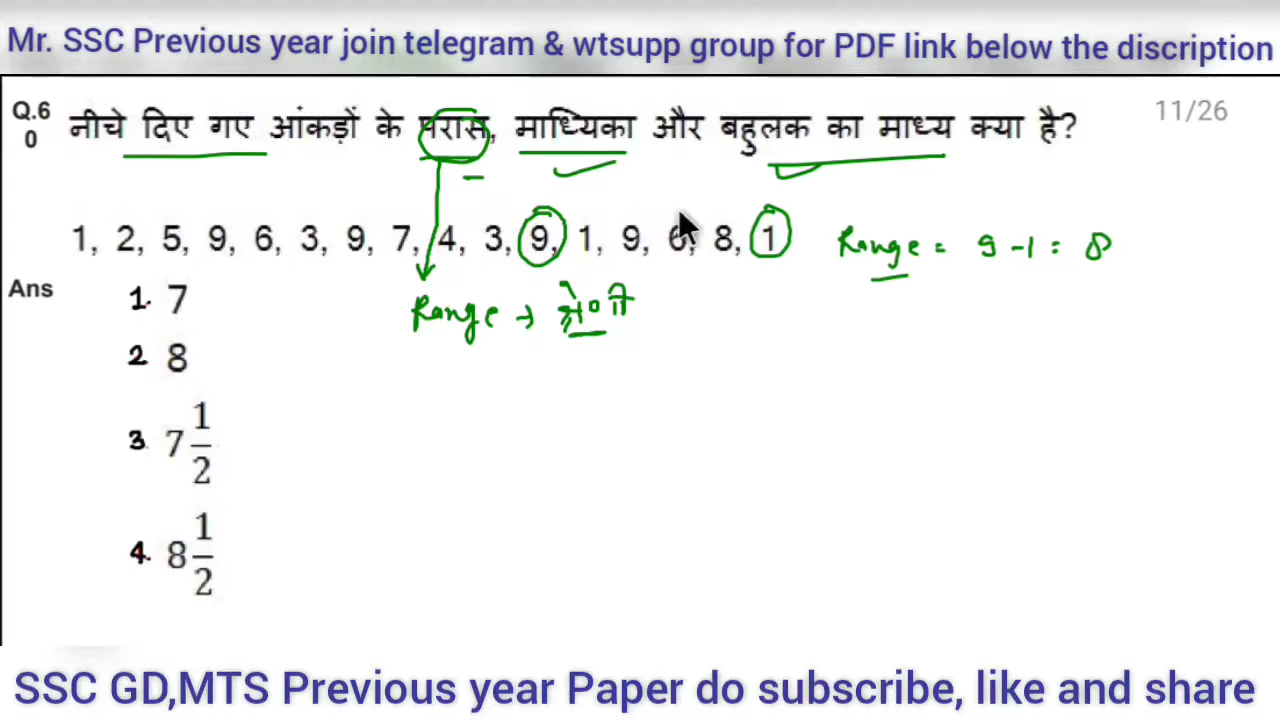 Mr. SSC Previous year join telegram & wtsupp group for PDF link below the discription
Q.60 नीचे दिए गए आंकड़ों के परास, माध्यिका और बहुलक का माध्य क्या है? 11/26
1, 2, 5, 9, 6, 3, 9, 7, 4, 3, 9, 1, 9, 6, 8, 1 Range = 9 - 1 = 8
Ans 1. 7
Range →
2 8
3 7 1/2
4. 8 1/2
SSC GD,MTS Previous year Paper do subscribe, like and share